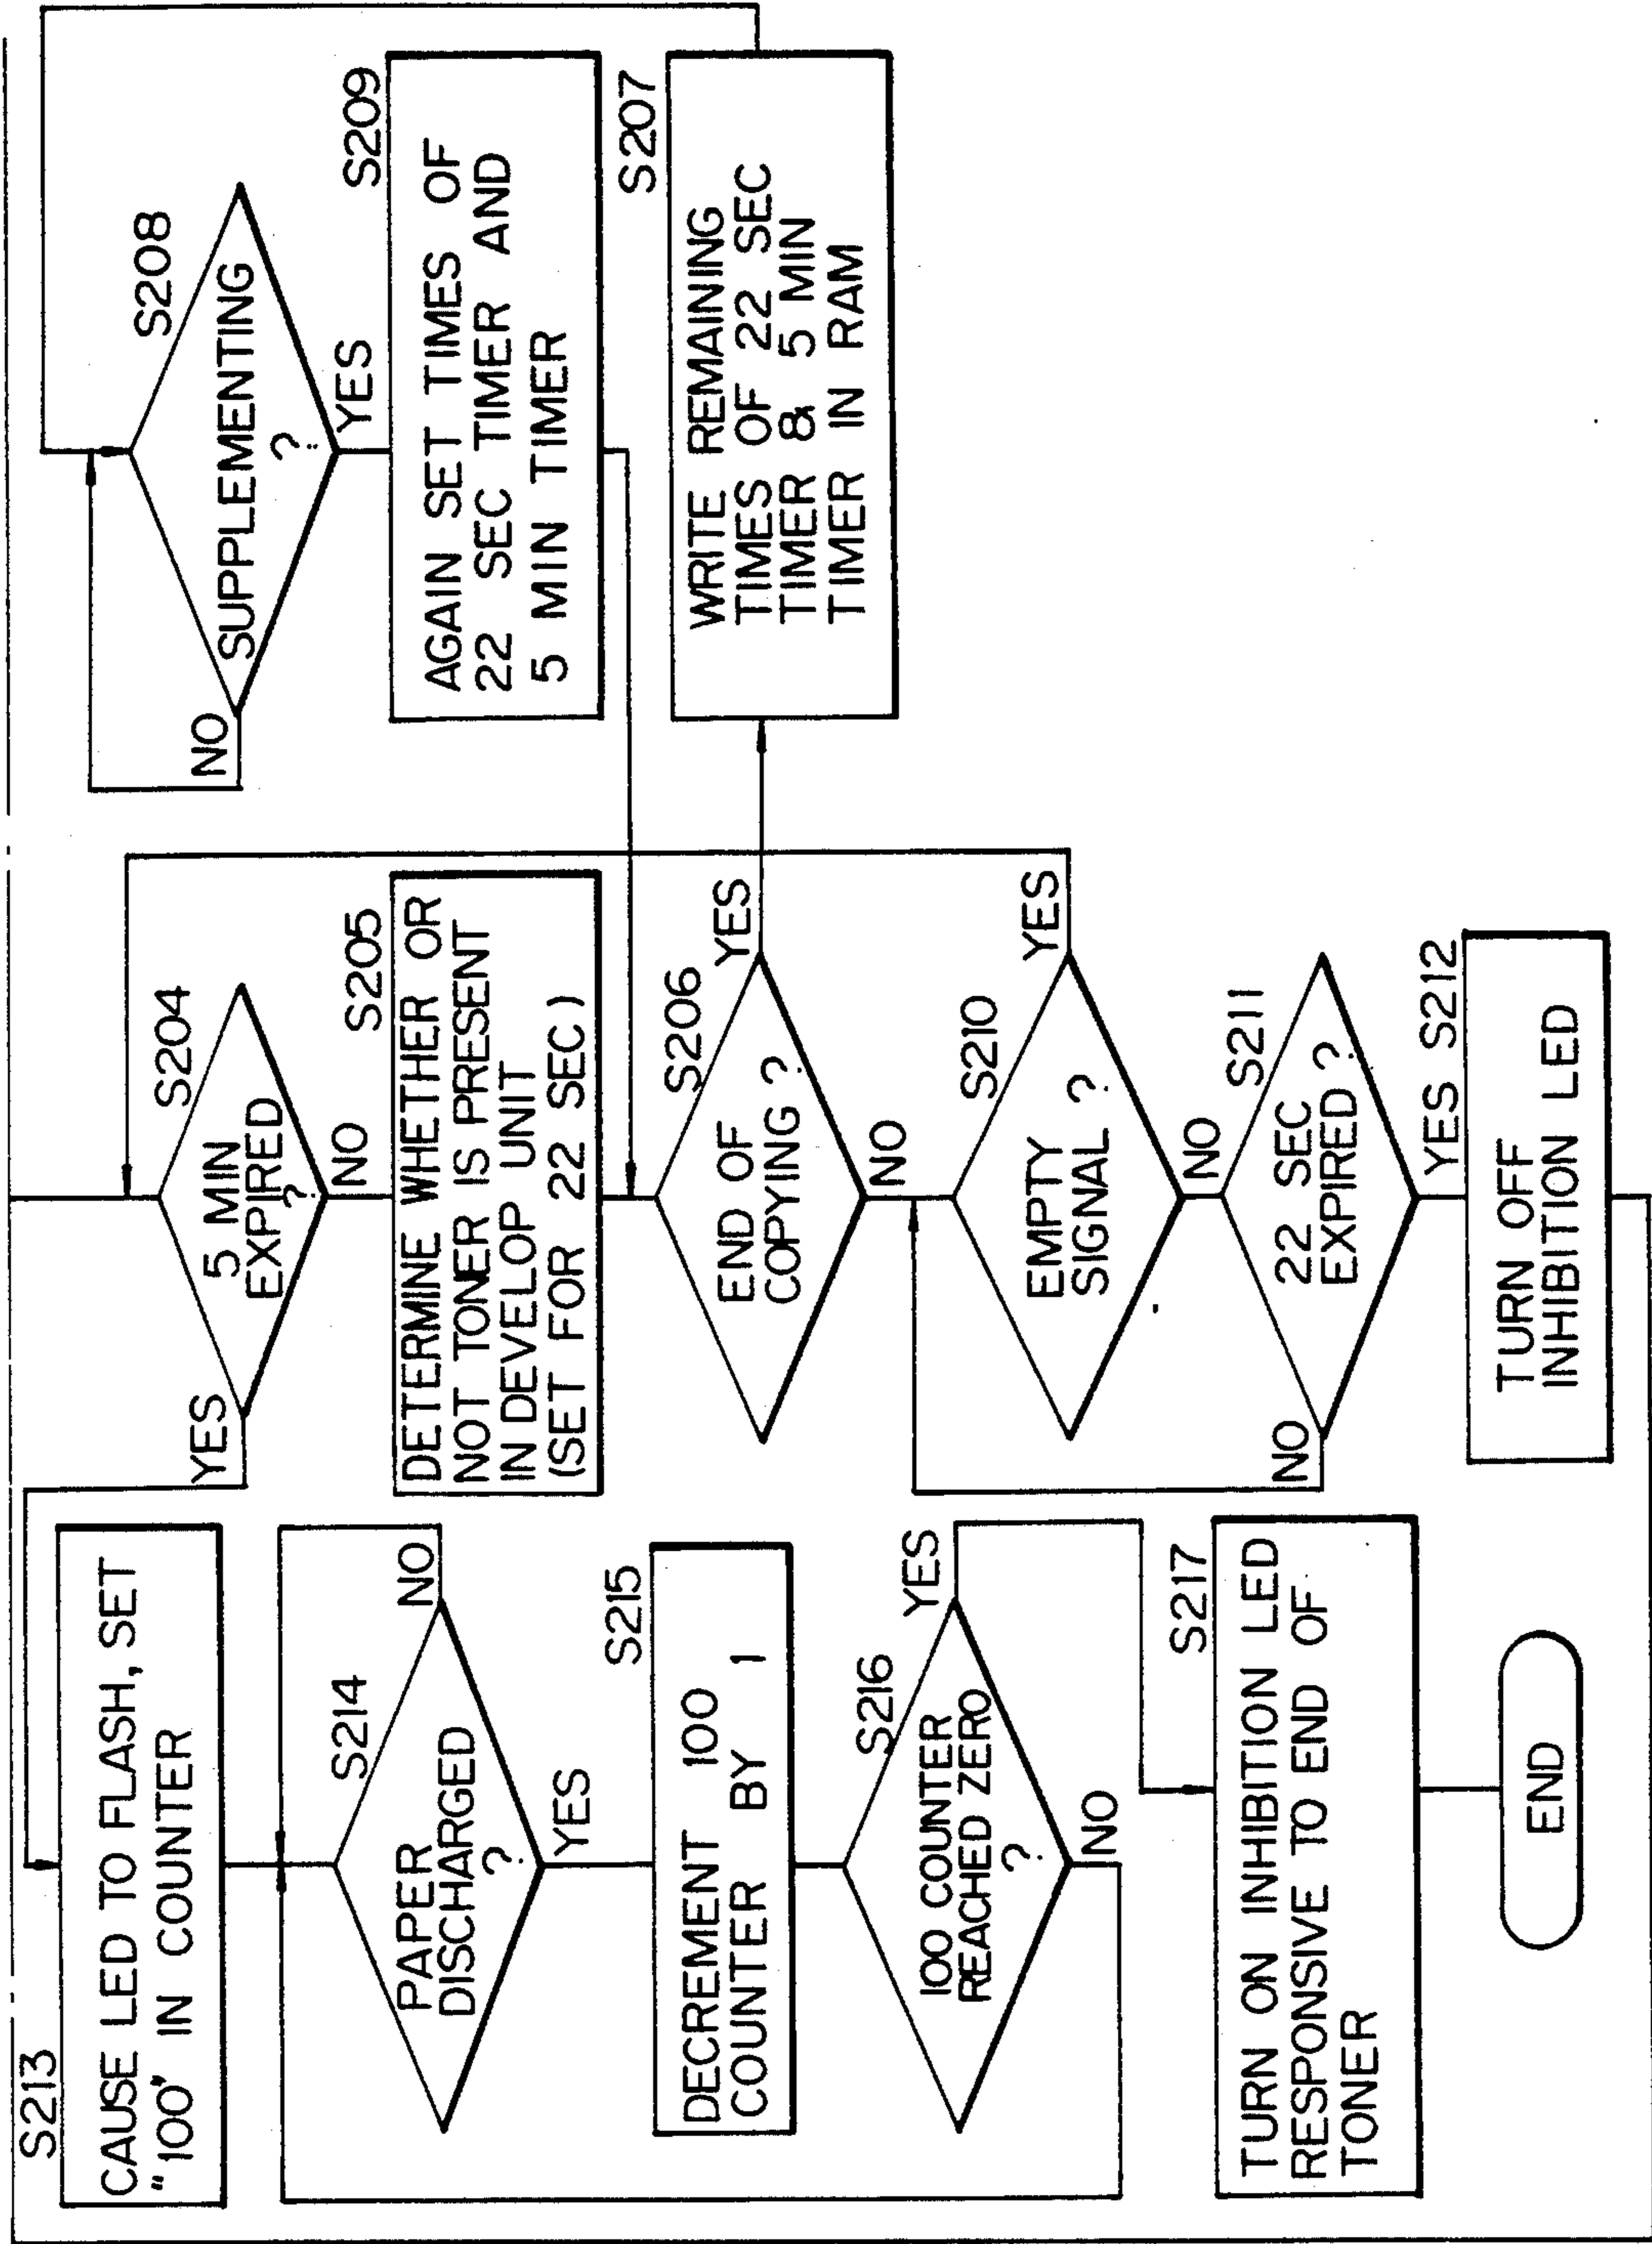 S213
CAUSE LED TO FLASH, SET
"100" IN COUNTER
S214
PAPER
DISCHARGED
?
NO
YES
S215
DECREMENT 100
COUNTER BY 1
S216
100 COUNTER
REACHED ZERO
?
YES
NO
S217
TURN ON INHIBITION LED
RESPONSIVE TO END OF
TONER
END
S204
5 MIN
EXPIRED
?
YES
NO
S205
DETERMINE WHETHER OR
NOT TONER IS PRESENT
IN DEVELOP UNIT
(SET FOR 22 SEC)
S206
END OF
COPYING ?
YES
NO
S210
EMPTY
SIGNAL ?
YES
NO
S211
22 SEC
EXPIRED ?
NO
YES
S212
TURN OFF
INHIBITION LED
S208
SUPPLEMENTING
?
NO
YES
S209
AGAIN SET TIMES OF
22 SEC TIMER AND
5 MIN TIMER
S207
WRITE REMAINING
TIMES OF 22 SEC
TIMER & 5 MIN
TIMER IN RAM